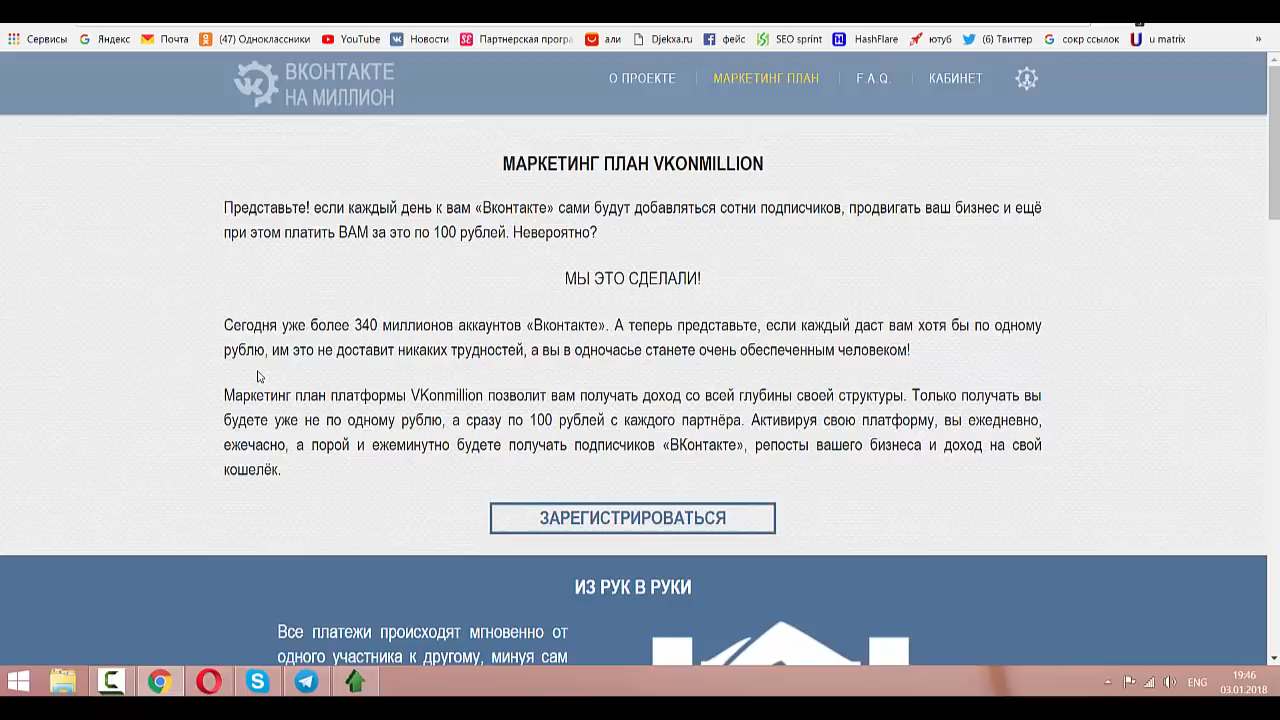 Сервисы Яндекс Почта (47) Одноклассники YouTube Новости Партнерская програ али Djekxa.ru фейс SEO sprint HashFlare ютуб (6) Твиттер сокр ссылок u matrix »
ВКОНТАКТЕ
НА МИЛЛИОН
О ПРОЕКТЕ МАРКЕТИНГ ПЛАН F.A.Q. КАБИНЕТ
МАРКЕТИНГ ПЛАН VKONMILLION
Представьте! если каждый день к вам «Вконтакте» сами будут добавляться сотни подписчиков, продвигать ваш бизнес и ещё
при этом платить ВАМ за это по 100 рублей. Невероятно?
МЫ ЭТО СДЕЛАЛИ!
Сегодня уже более 340 миллионов аккаунтов «Вконтакте». А теперь представьте, если каждый даст вам хотя бы по одному
рублю, им это не доставит никаких трудностей, а вы в одночасье станете очень обеспеченным человеком!
Маркетинг план платформы VKonmillion позволит вам получать доход со всей глубины своей структуры. Только получать вы
будете уже не по одному рублю, а сразу по 100 рублей с каждого партнёра. Активируя свою платформу, вы ежедневно,
ежечасно, а порой и ежеминутно будете получать подписчиков «ВКонтакте», репосты вашего бизнеса и доход на свой
кошелёк.
ЗАРЕГИСТРИРОВАТЬСЯ
ИЗ РУК В РУКИ
Все платежи происходят мгновенно от
одного участника к другому, минуя сам
ENG
19:46
03.01.2018